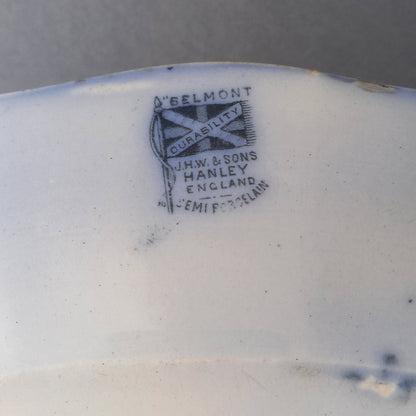 "BELMONT"
DURABILITY
J.H.W. & SONS
HANLEY
ENGLAND
SEMI PORCELAIN